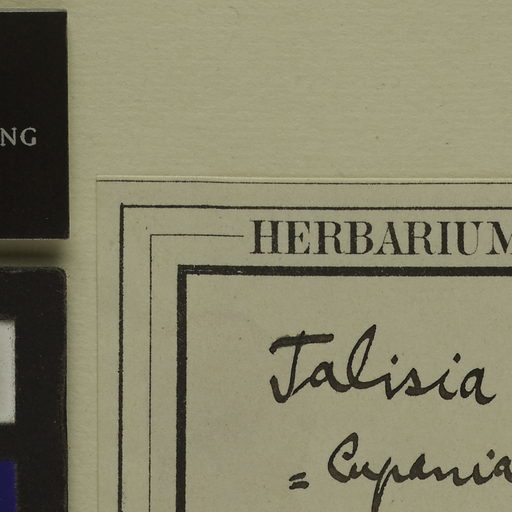 NG
HERBARIUM
Talisia
= Cupania